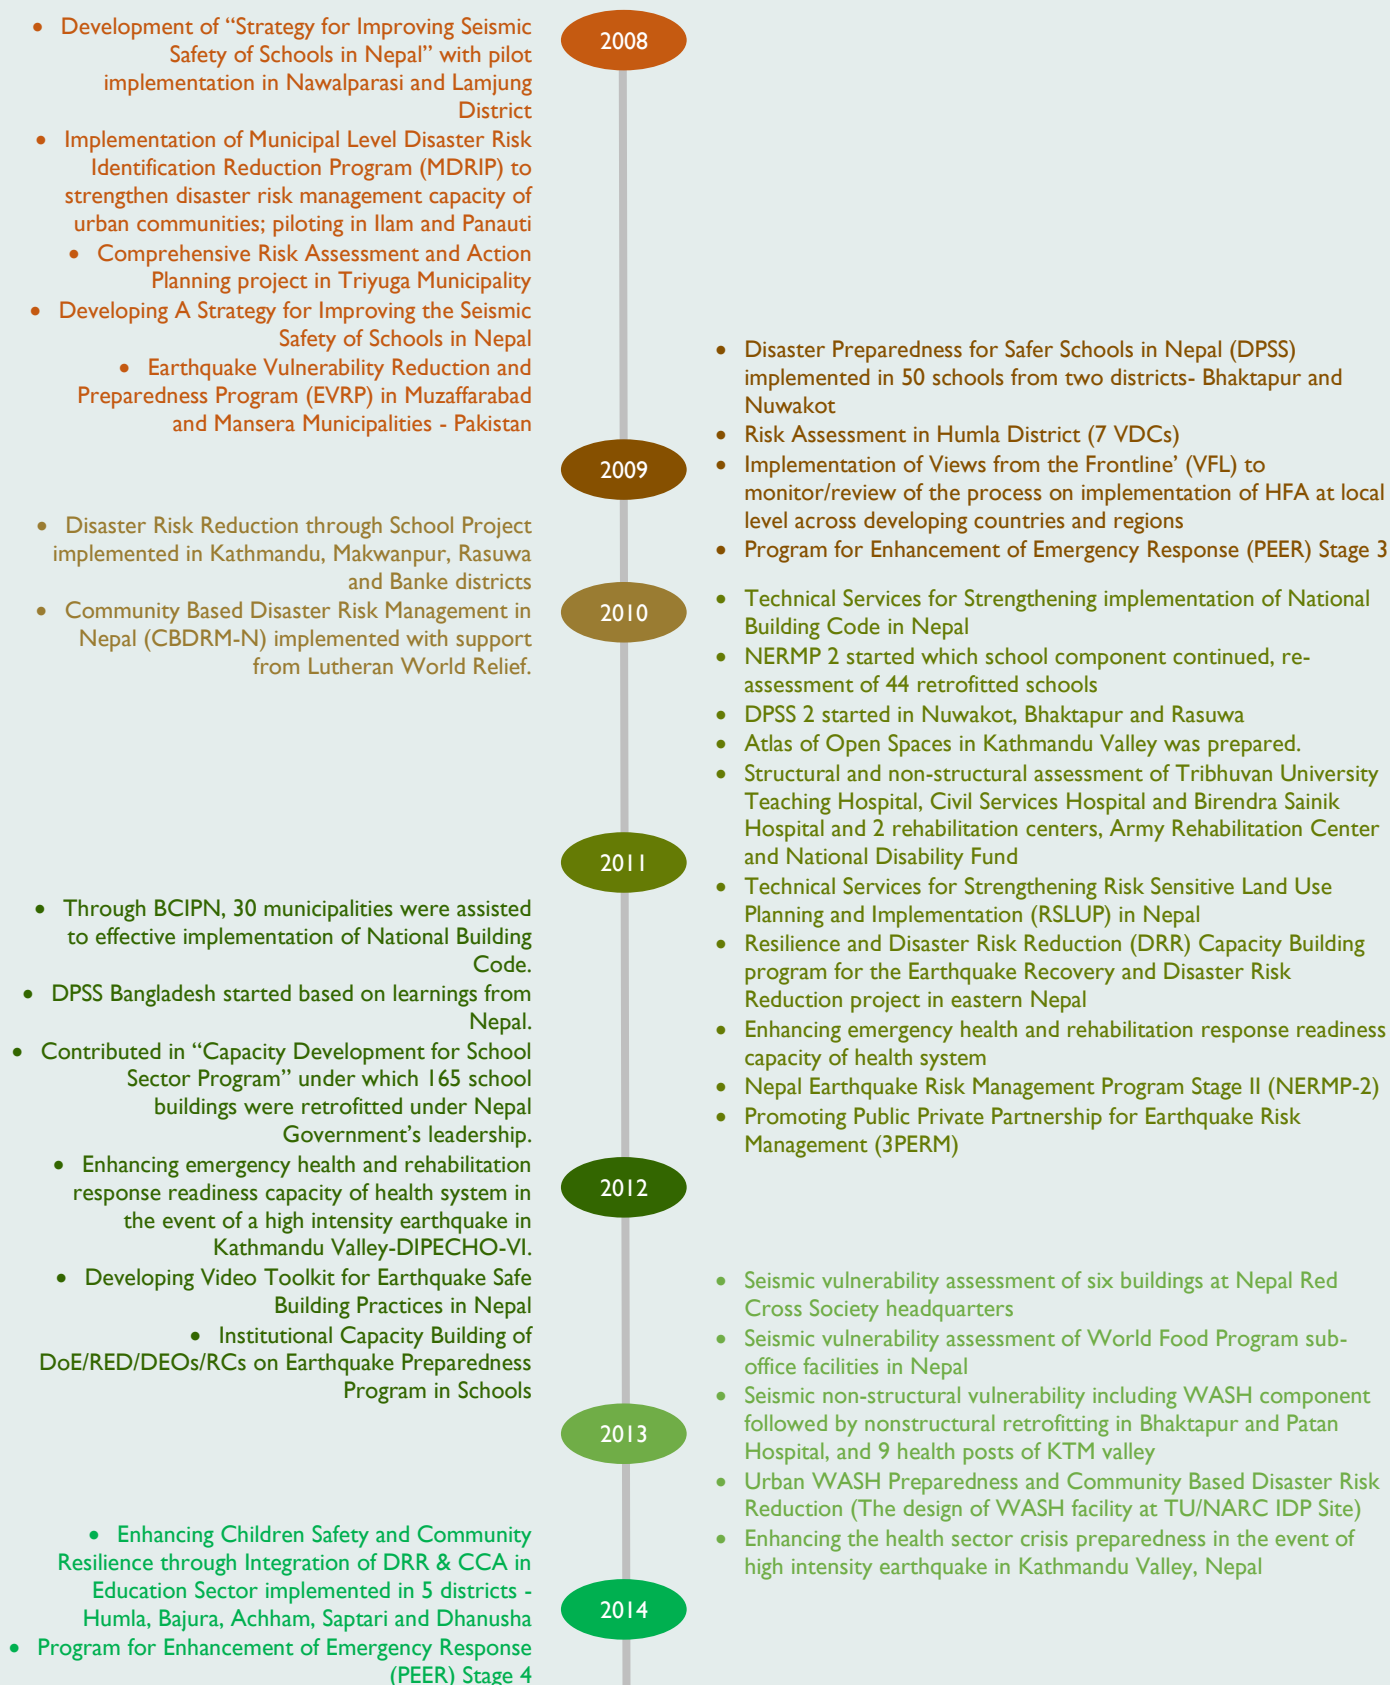 2008
• Development of “Strategy for Improving Seismic
Safety of Schools in Nepal” with pilot
implementation in Nawalparasi and Lamjung
District
• Implementation of Municipal Level Disaster Risk
Identification Reduction Program (MDRIP) to
strengthen disaster risk management capacity of
urban communities; piloting in Ilam and Panauti
• Comprehensive Risk Assessment and Action
Planning project in Triyuga Municipality
• Developing A Strategy for Improving the Seismic
Safety of Schools in Nepal
• Earthquake Vulnerability Reduction and
Preparedness Program (EVRP) in Muzaffarabad
and Mansera Municipalities - Pakistan
2009
• Disaster Preparedness for Safer Schools in Nepal (DPSS)
implemented in 50 schools from two districts- Bhaktapur and
Nuwakot
• Risk Assessment in Humla District (7 VDCs)
• Implementation of Views from the Frontline’ (VFL) to
monitor/review of the process on implementation of HFA at local
level across developing countries and regions
• Program for Enhancement of Emergency Response (PEER) Stage 3
2010
• Disaster Risk Reduction through School Project
implemented in Kathmandu, Makwanpur, Rasuwa
and Banke districts
• Community Based Disaster Risk Management in
Nepal (CBDRM-N) implemented with support
from Lutheran World Relief.
2011
• Technical Services for Strengthening implementation of National
Building Code in Nepal
• NERMP 2 started which school component continued, re-
assessment of 44 retrofitted schools
• DPSS 2 started in Nuwakot, Bhaktapur and Rasuwa
• Atlas of Open Spaces in Kathmandu Valley was prepared.
• Structural and non-structural assessment of Tribhuvan University
Teaching Hospital, Civil Services Hospital and Birendra Sainik
Hospital and 2 rehabilitation centers, Army Rehabilitation Center
and National Disability Fund
• Technical Services for Strengthening Risk Sensitive Land Use
Planning and Implementation (RSLUP) in Nepal
• Resilience and Disaster Risk Reduction (DRR) Capacity Building
program for the Earthquake Recovery and Disaster Risk
Reduction project in eastern Nepal
• Enhancing emergency health and rehabilitation response readiness
capacity of health system
• Nepal Earthquake Risk Management Program Stage II (NERMP-2)
• Promoting Public Private Partnership for Earthquake Risk
Management (3PERM)
2012
• Through BCIPN, 30 municipalities were assisted
to effective implementation of National Building
Code.
• DPSS Bangladesh started based on learnings from
Nepal.
• Contributed in “Capacity Development for School
Sector Program” under which 165 school
buildings were retrofitted under Nepal
Government’s leadership.
• Enhancing emergency health and rehabilitation
response readiness capacity of health system in
the event of a high intensity earthquake in
Kathmandu Valley-DIPECHO-VI.
• Developing Video Toolkit for Earthquake Safe
Building Practices in Nepal
• Institutional Capacity Building of
DoE/RED/DEOs/RCs on Earthquake Preparedness
Program in Schools
2013
• Seismic vulnerability assessment of six buildings at Nepal Red
Cross Society headquarters
• Seismic vulnerability assessment of World Food Program sub-
office facilities in Nepal
• Seismic non-structural vulnerability including WASH component
followed by nonstructural retrofitting in Bhaktapur and Patan
Hospital, and 9 health posts of KTM valley
• Urban WASH Preparedness and Community Based Disaster Risk
Reduction (The design of WASH facility at TU/NARC IDP Site)
• Enhancing the health sector crisis preparedness in the event of
high intensity earthquake in Kathmandu Valley, Nepal
2014
• Enhancing Children Safety and Community
Resilience through Integration of DRR & CCA in
Education Sector implemented in 5 districts -
Humla, Bajura, Achham, Saptari and Dhanusha
• Program for Enhancement of Emergency Response
(PEER) Stage 4